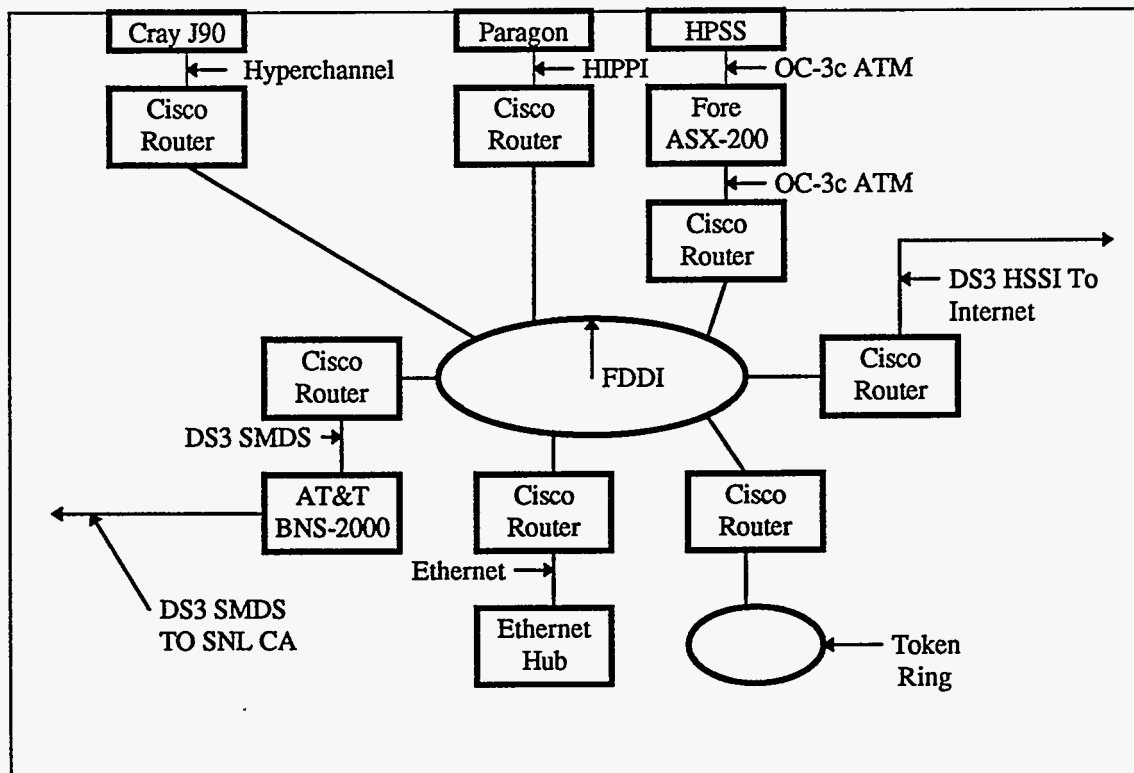 Cray J90
Paragon
HPSS
Hyperchannel
HIPPI
OC-3c ATM
Cisco
Router
Cisco
Router
Fore
ASX-200
OC-3c ATM
Cisco
Router
DS3 HSSI To
Internet
Cisco
Router
FDDI
Cisco
Router
DS3 SMDS
AT&T
BNS-2000
Cisco
Router
Cisco
Router
Ethernet
DS3 SMDS
TO SNL CA
Ethernet
Hub
Token
Ring